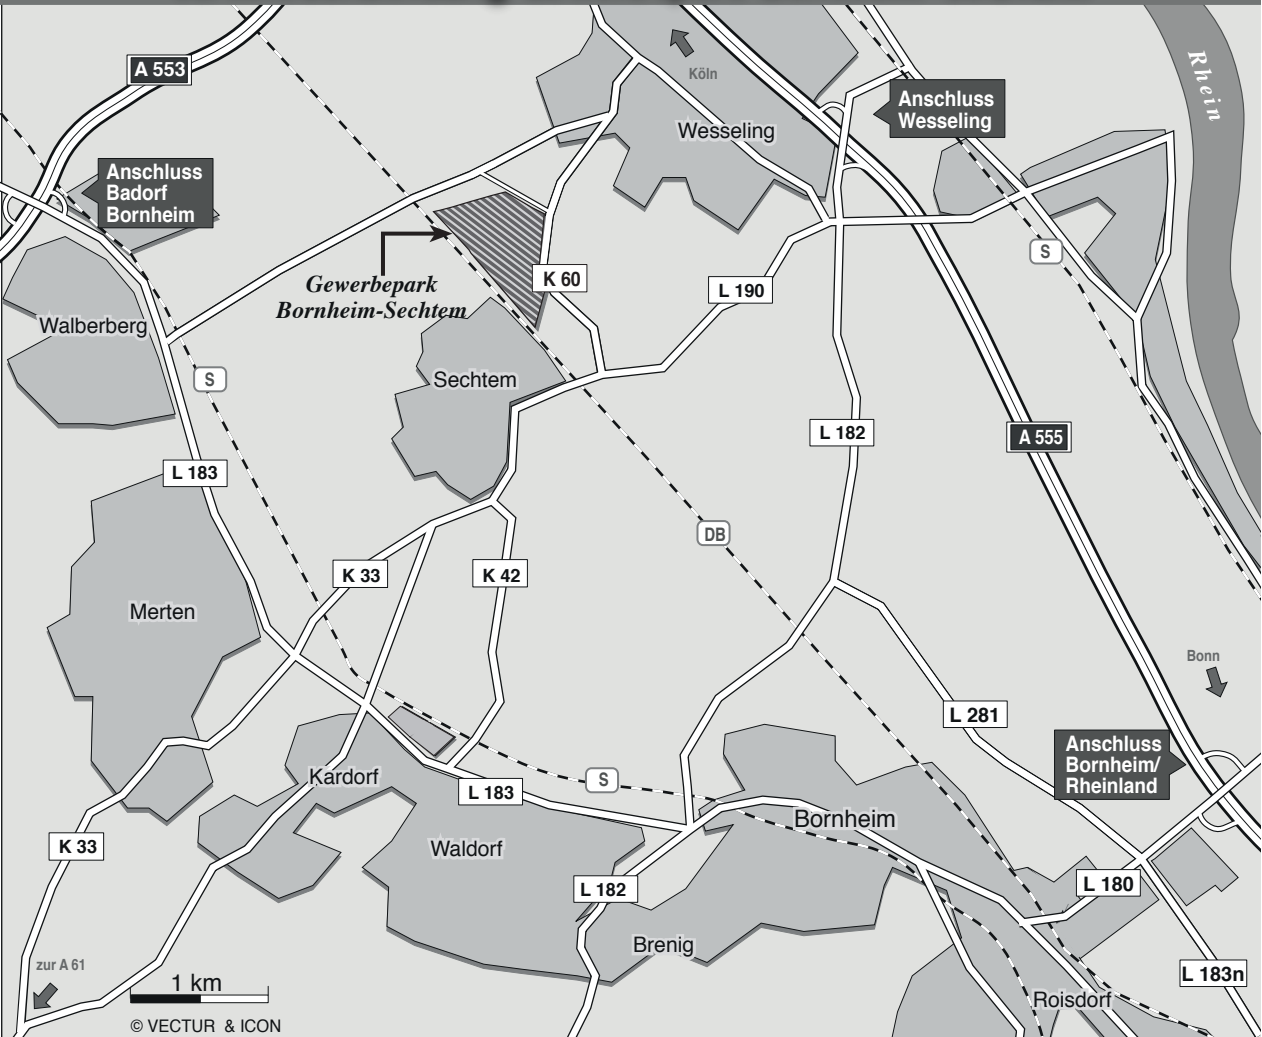 A 553
Köln
Rhein
Anschluss
Wesseling
Wesseling
Anschluss
Badorf
Bornheim
S
K 60
Gewerbepark
Bornheim-Sechtem
L 190
Walberberg
S
Sechtem
L 182
A 555
L 183
DB
K 33
K 42
Merten
Bonn
L 281
Anschluss
Bornheim/
Rheinland
Kardorf
S
L 183
Bornheim
K 33
Waldorf
L 182
L 180
Brenig
zur A 61
L 183n
1 km
Roisdorf
© VECTUR & ICON